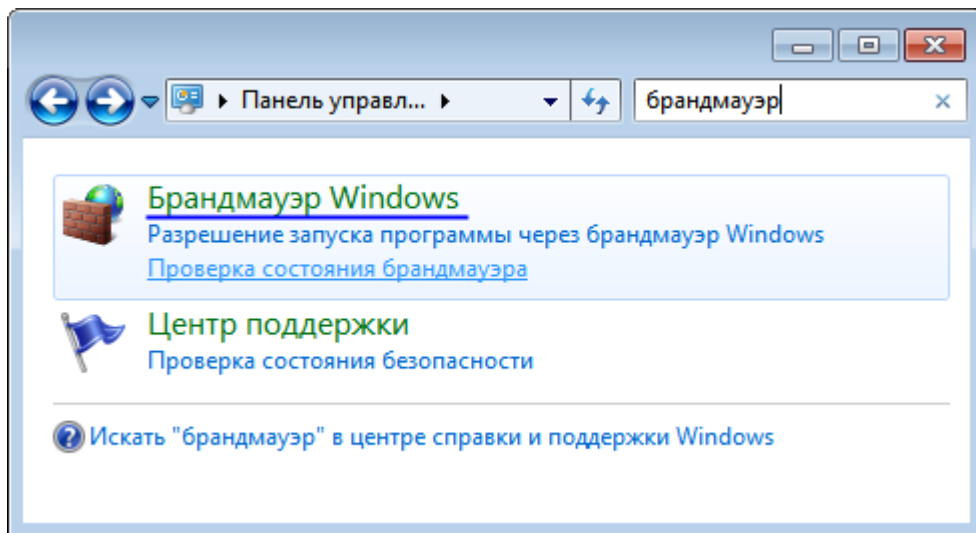 Панель управл...
брандмауэр
Брандмауэр Windows
Разрешение запуска программы через брандмауэр Windows
Проверка состояния брандмауэра
Центр поддержки
Проверка состояния безопасности
Искать "брандмауэр" в центре справки и поддержки Windows